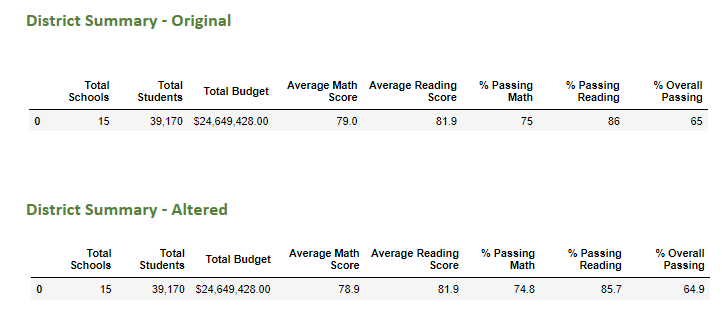 District Summary - Original
Total Schools Total Students Total Budget Average Math Score Average Reading Score % Passing Math % Passing Reading % Overall Passing
0 15 39,170 $24,649,428.00 79.0 81.9 75 86 65
District Summary - Altered
Total Schools Total Students Total Budget Average Math Score Average Reading Score % Passing Math % Passing Reading % Overall Passing
0 15 39,170 $24,649,428.00 78.9 81.9 74.8 85.7 64.9